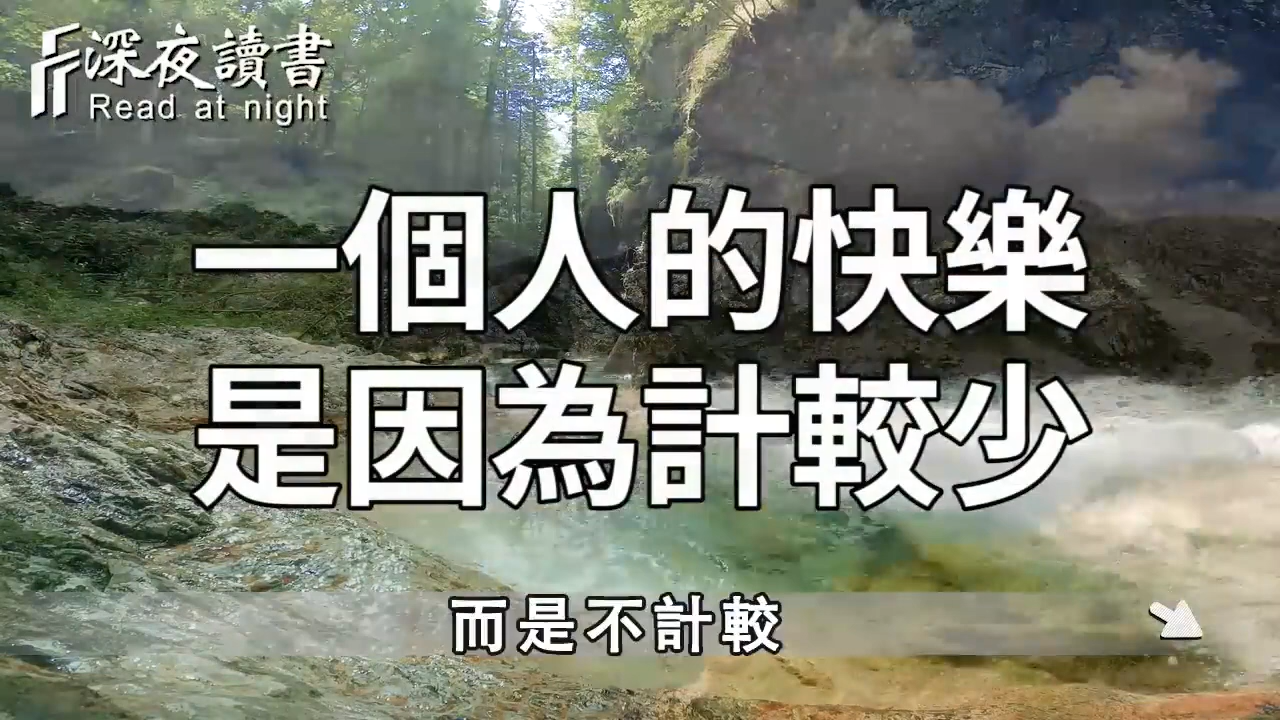 深夜讀書
Read at night
一個人的快樂
是因為計較少
而是不計較